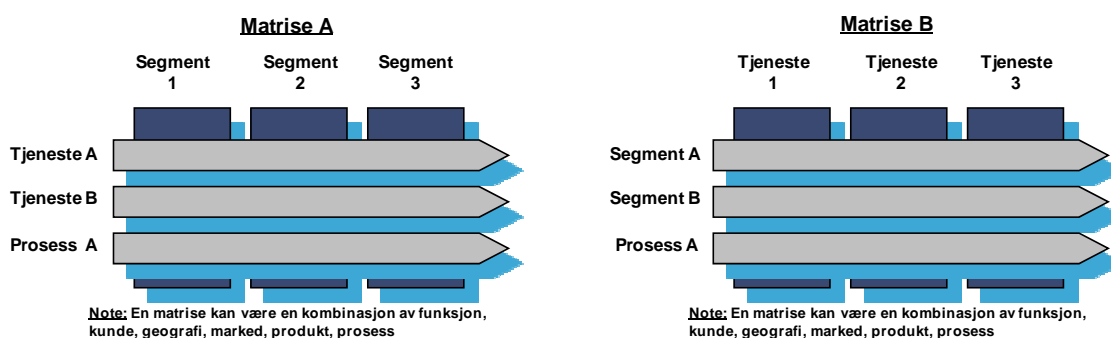 Matrise A
Segment
1
Segment
2
Segment
3
Tjeneste A
Tjeneste B
Prosess A
Note: En matrise kan være en kombinasjon av funksjon,
kunde, geografi, marked, produkt, prosess
Matrise B
Tjeneste
1
Tjeneste
2
Tjeneste
3
Segment A
Segment B
Prosess A
Note: En matrise kan være en kombinasjon av funksjon,
kunde, geografi, marked, produkt, prosess